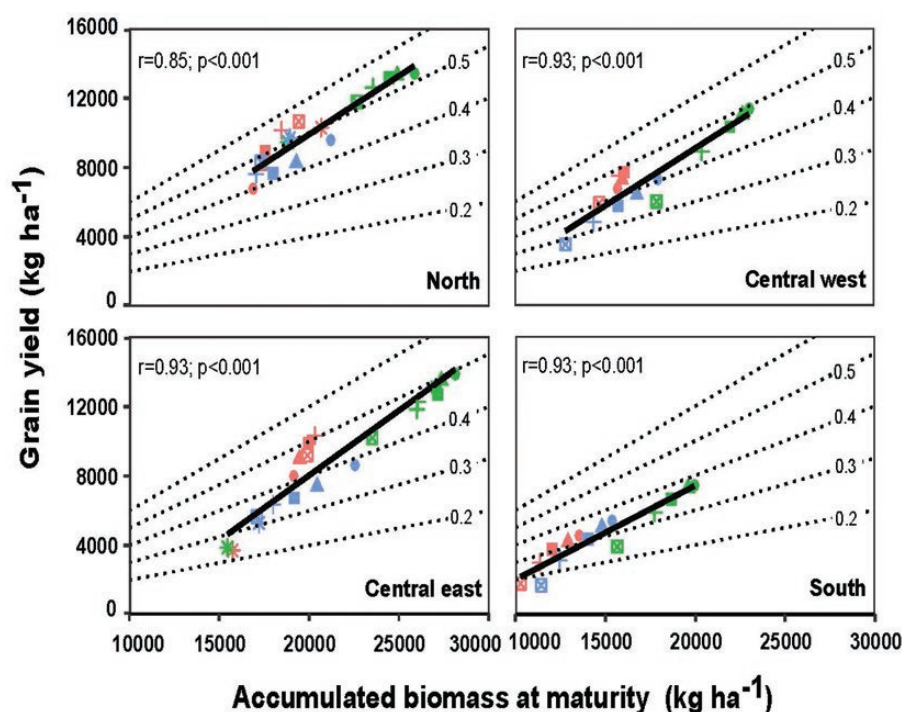 Grain yield (kg ha⁻¹)
16000
12000
8000
4000
0
r=0.85; p<0.001
0.5
0.4
0.3
0.2
North
r=0.93; p<0.001
0.5
0.4
0.3
0.2
Central west
16000
12000
8000
4000
0
r=0.93; p<0.001
0.4
0.3
0.2
Central east
r=0.93; p<0.001
0.5
0.4
0.3
0.2
South
10000 15000 20000 25000 30000
10000 15000 20000 25000 30000
Accumulated biomass at maturity (kg ha⁻¹)